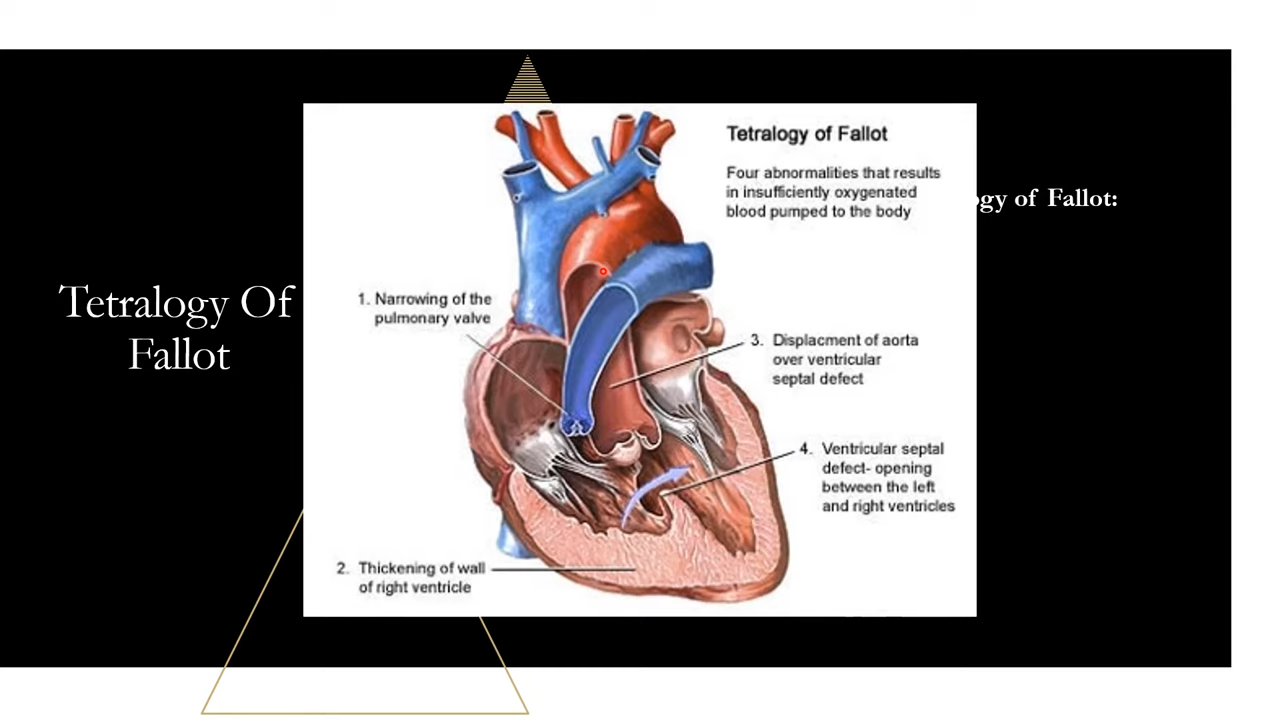 Tetralogy Of
Fallot
Tetralogy of Fallot
Four abnormalities that results
in insufficiently oxygenated
blood pumped to the body
of Fallot:
1. Narrowing of the
pulmonary valve
3. Displacment of aorta
over ventricular
septal defect
4. Ventricular septal
defect- opening
between the left
and right ventricles
2. Thickening of wall
of right ventricle